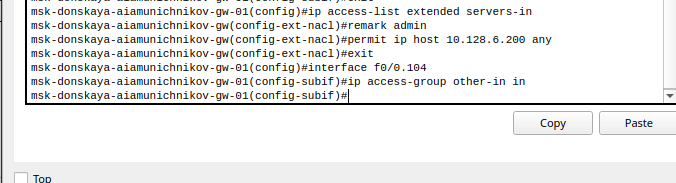 msk-donskaya-aiamunichnikov-gw-01(config)#ip access-list extended servers-in
msk-donskaya-aiamunichnikov-gw(config-ext-nacl)#remark admin
msk-donskaya-aiamunichnikov-gw(config-ext-nacl)#permit ip host 10.128.6.200 any
msk-donskaya-aiamunichnikov-gw(config-ext-nacl)#exit
msk-donskaya-aiamunichnikov-gw-01(config)#interface f0/0.104
msk-donskaya-aiamunichnikov-gw-01(config-subif)#ip access-group other-in in
msk-donskaya-aiamunichnikov-gw-01(config-subif)#
Copy Paste
Top